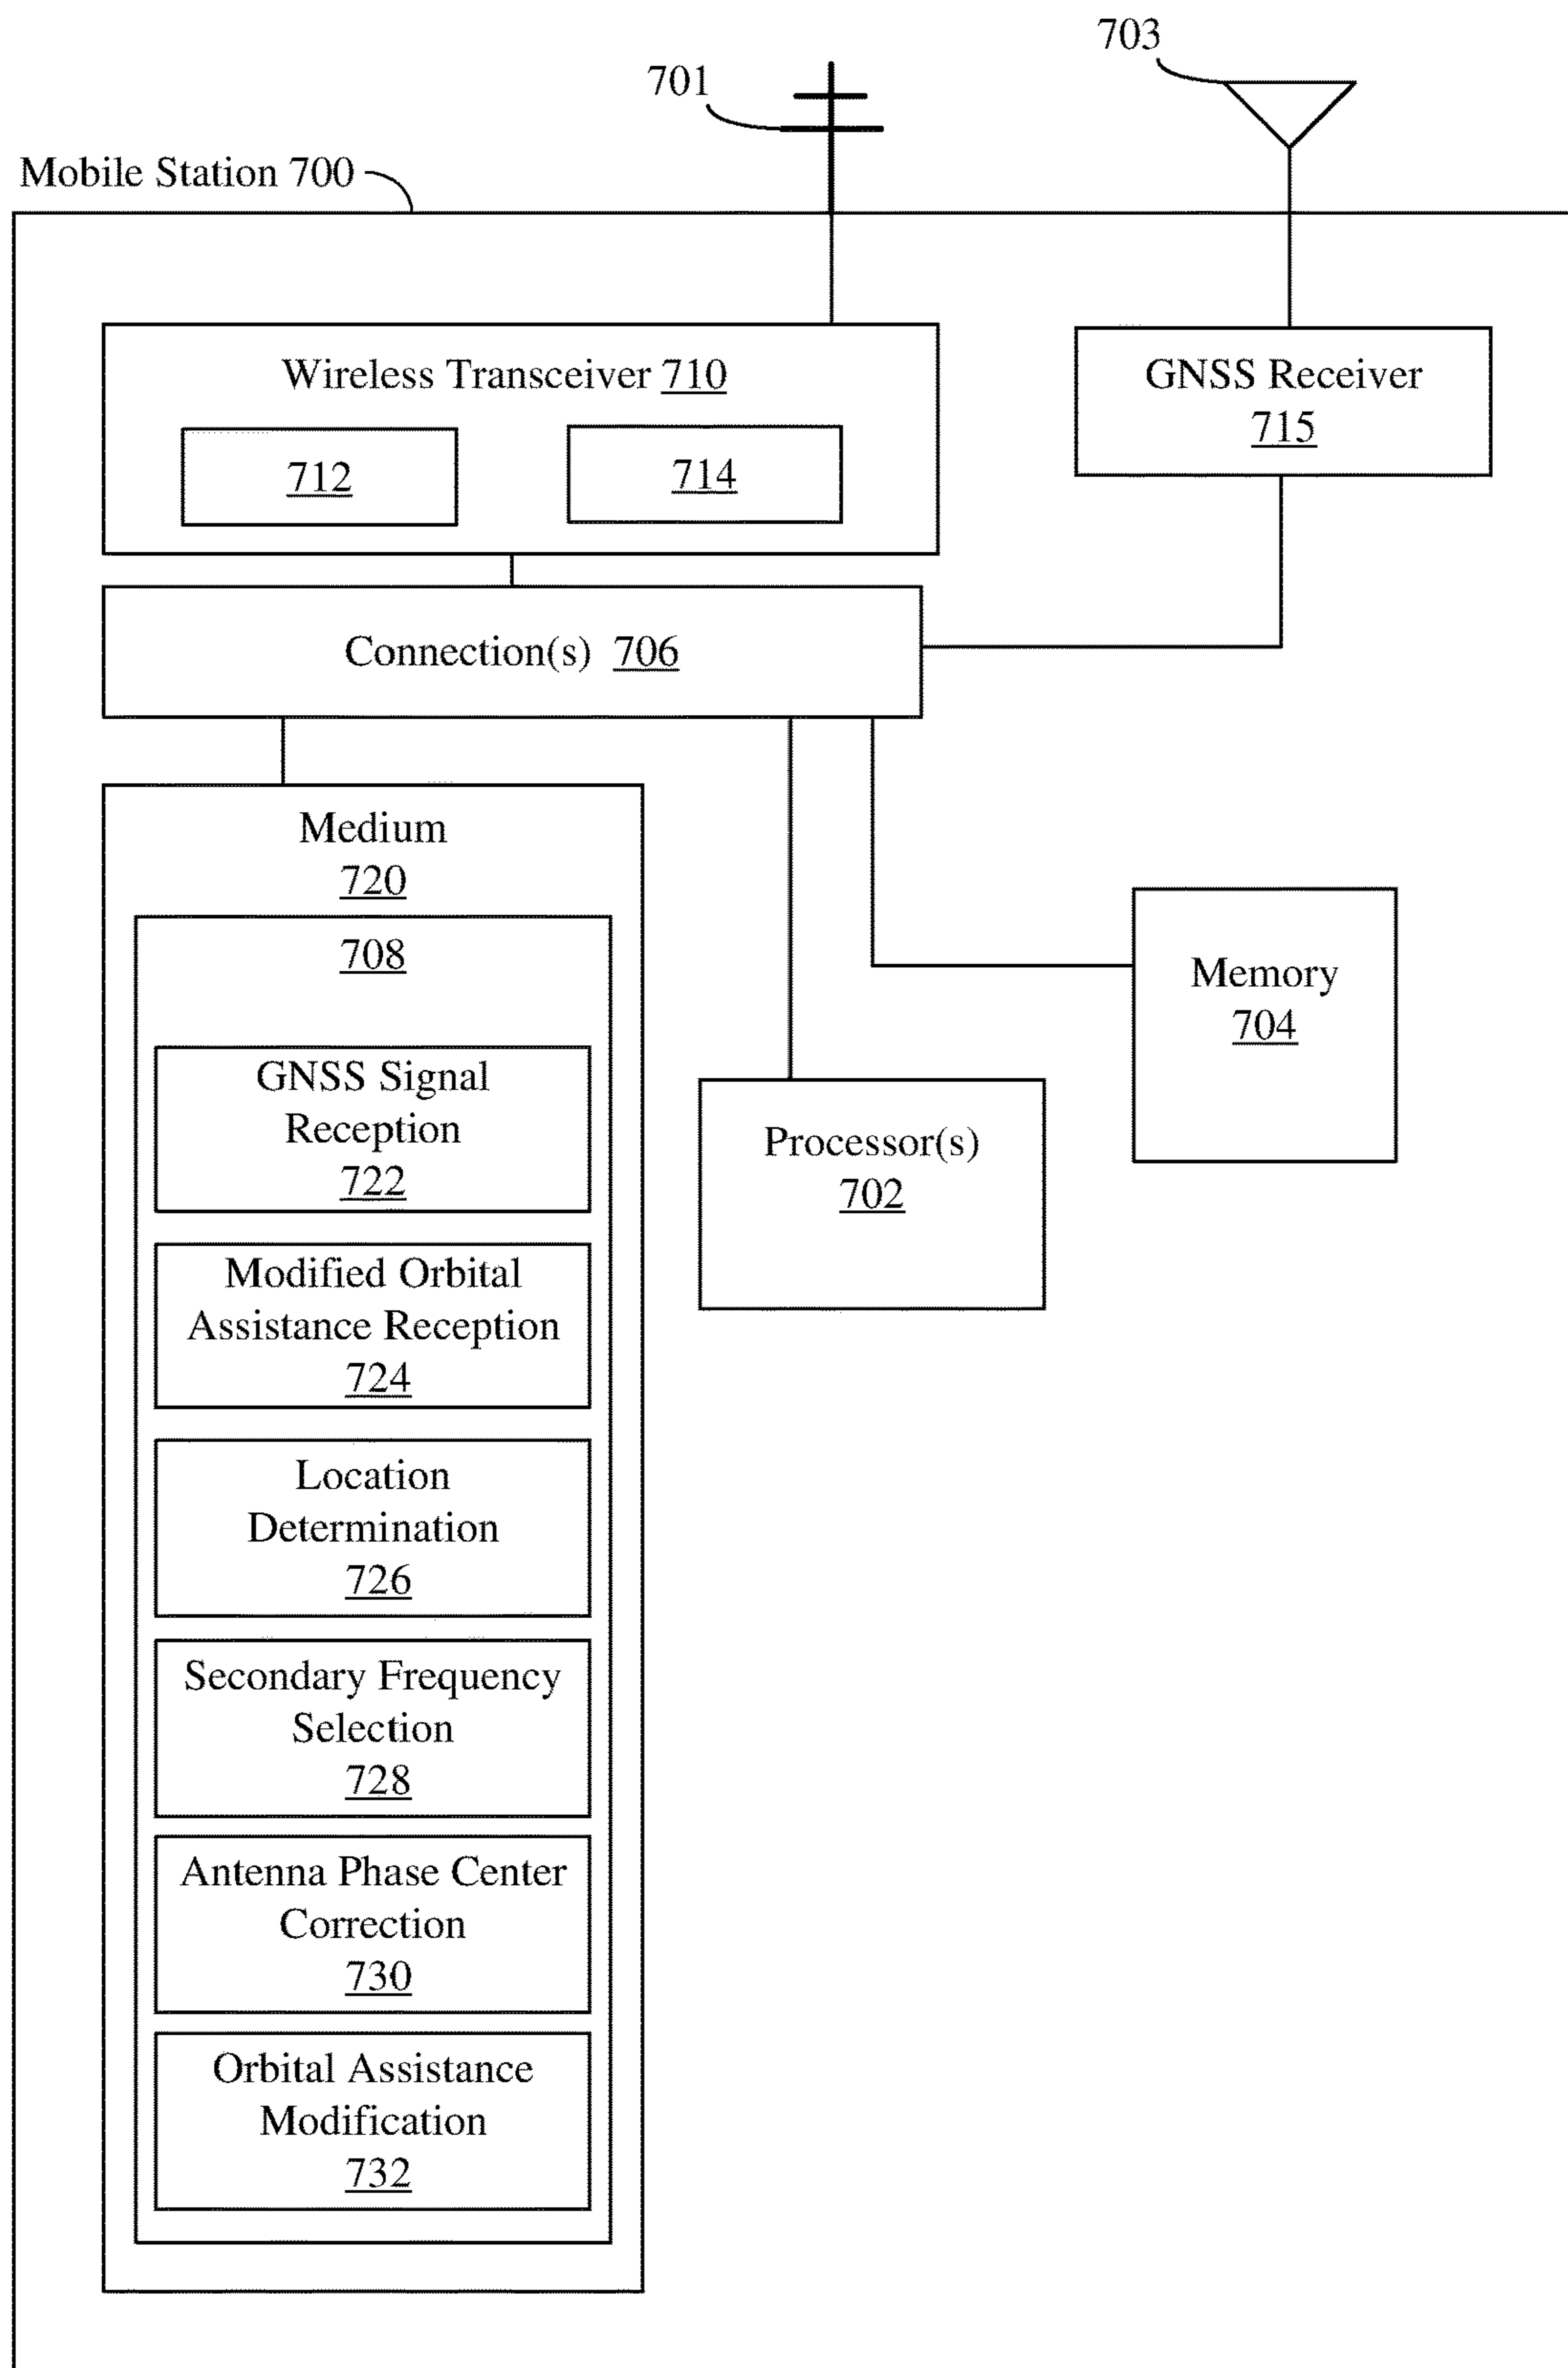 703
701
Mobile Station 700
Wireless Transceiver 710
712
714
GNSS Receiver
715
Connection(s) 706
Medium
720
708
GNSS Signal
Reception
722
Modified Orbital
Assistance Reception
724
Location
Determination
726
Secondary Frequency
Selection
728
Antenna Phase Center
Correction
730
Orbital Assistance
Modification
732
Processor(s)
702
Memory
704